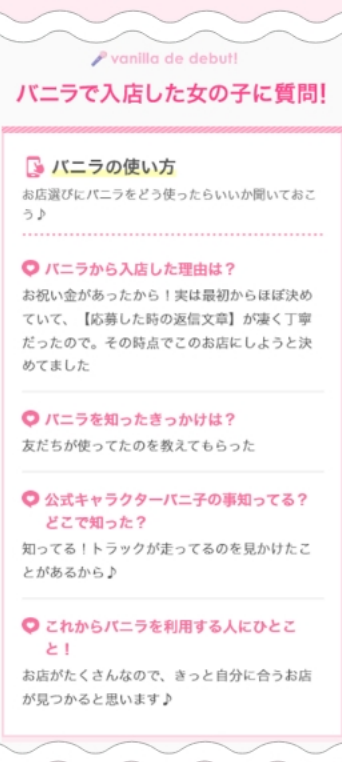 vanilla de debut!
バニラで入店した女の子に質問!
バニラの使い方
お店選びにバニラをどう使ったらいいか聞いておこ
う♪
バニラから入店した理由は？
お祝い金があったから！実は最初からほぼ決め
ていて、【応募した時の返信文章】が凄く丁寧
だったので。その時点でこのお店にしようと決
めてました
バニラを知ったきっかけは？
友だちが使ってたのを教えてもらった
公式キャラクターバニ子の事知ってる？
どこで知った？
知ってる！トラックが走ってるのを見かけたこ
とがあるから♪
これからバニラを利用する人にひとこ
と！
お店がたくさんなので、きっと自分に合うお店
が見つかると思います♪